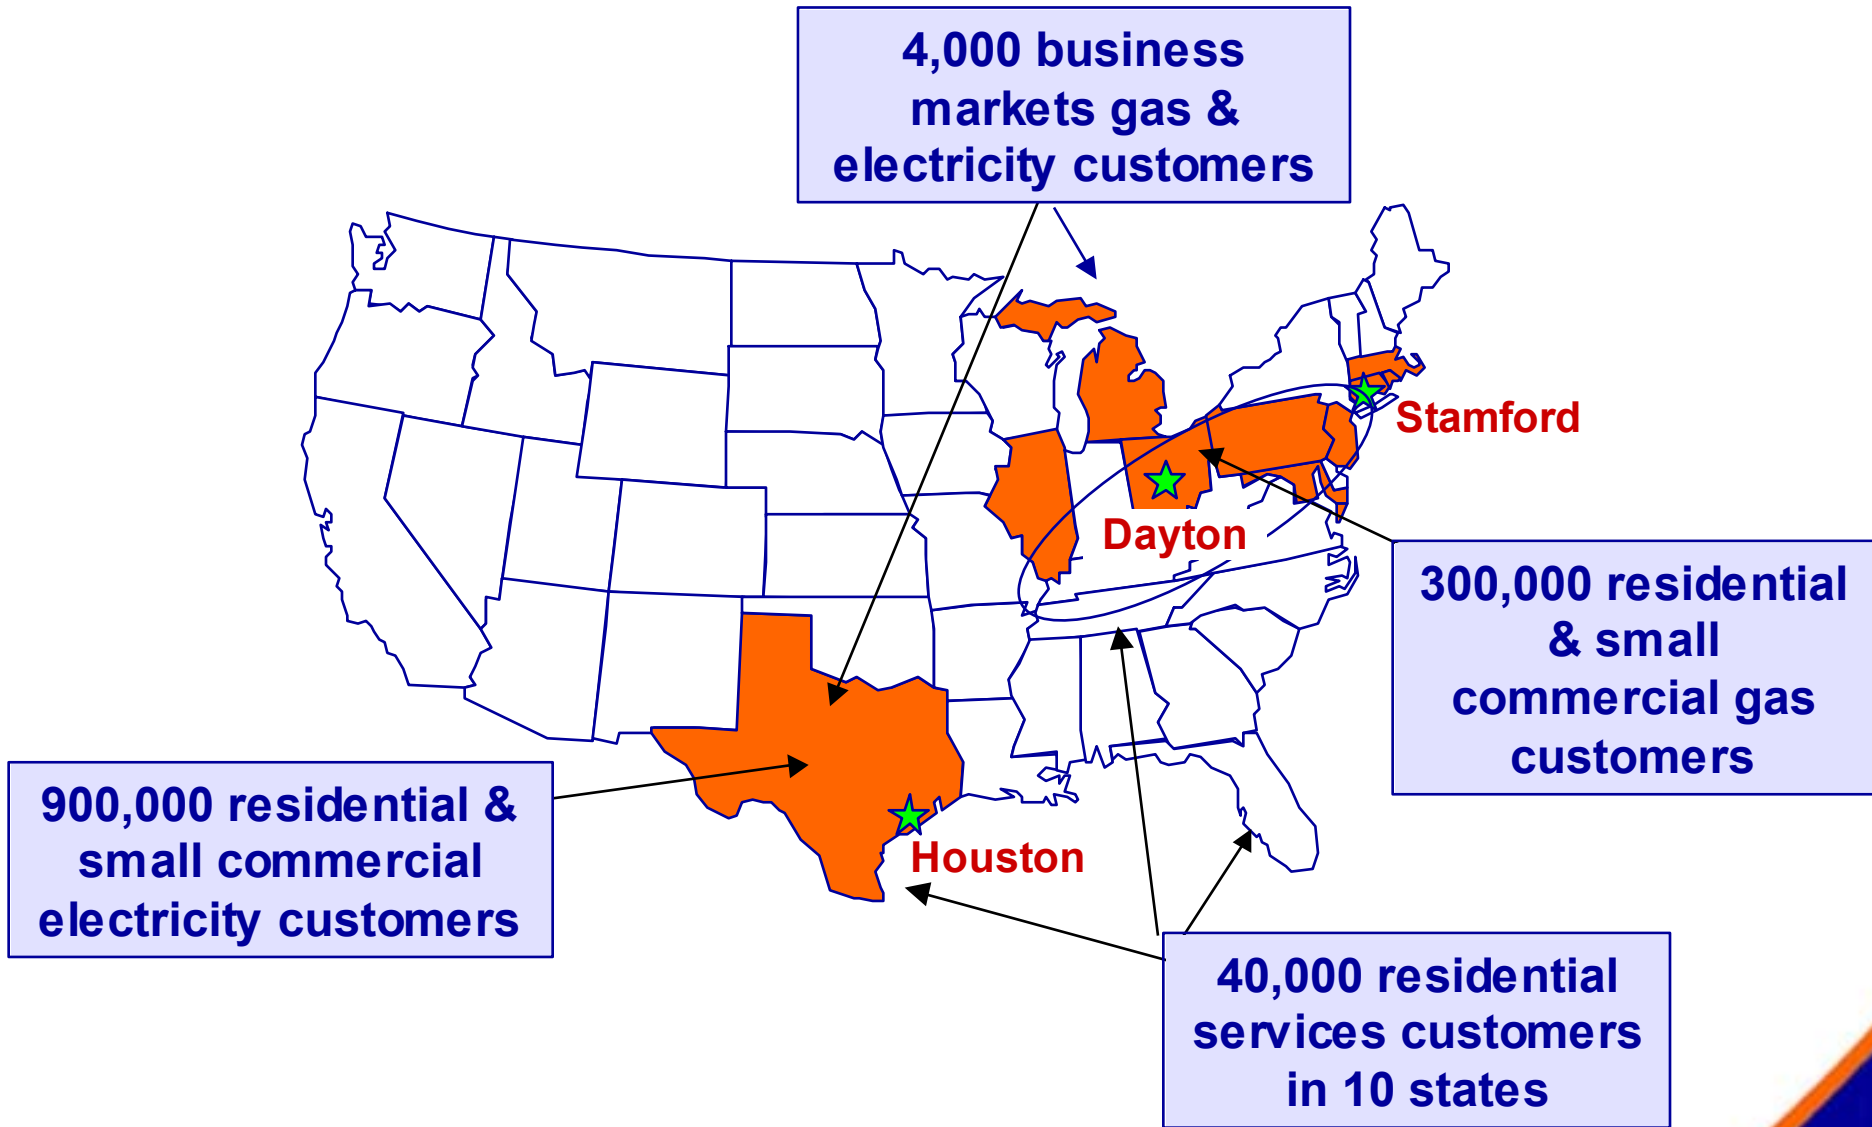 4,000 business
markets gas &
electricity customers
Stamford
Dayton
300,000 residential
& small
commercial gas
customers
900,000 residential &
small commercial
electricity customers
Houston
40,000 residential
services customers
in 10 states